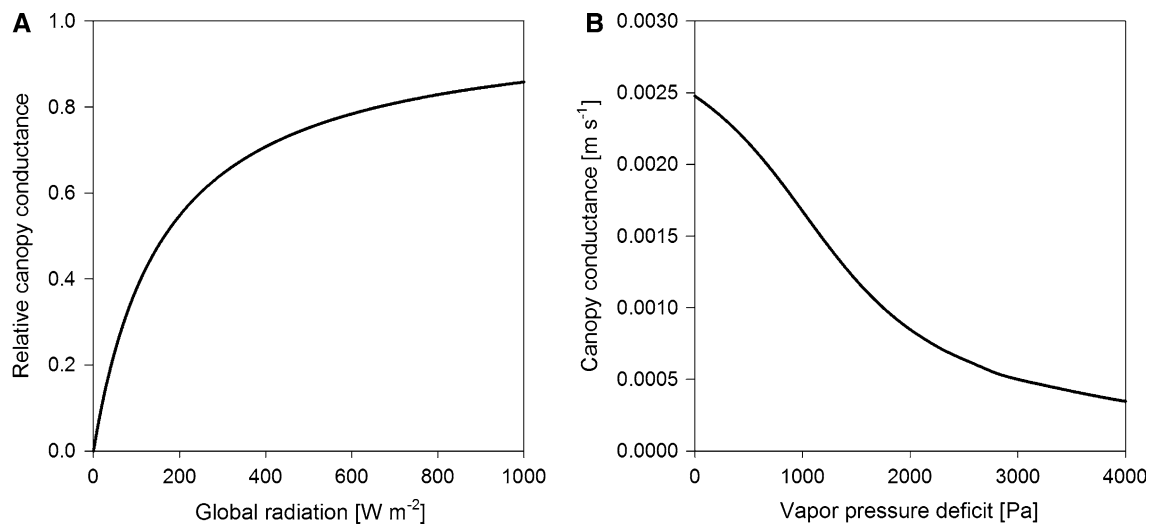 A
Relative canopy conductance
1.0
0.8
0.6
0.4
0.2
0.0
0 200 400 600 800 1000
Global radiation [W m⁻²]
B
Canopy conductance [m s⁻¹]
0.0030
0.0025
0.0020
0.0015
0.0010
0.0005
0.0000
0 1000 2000 3000 4000
Vapor pressure deficit [Pa]